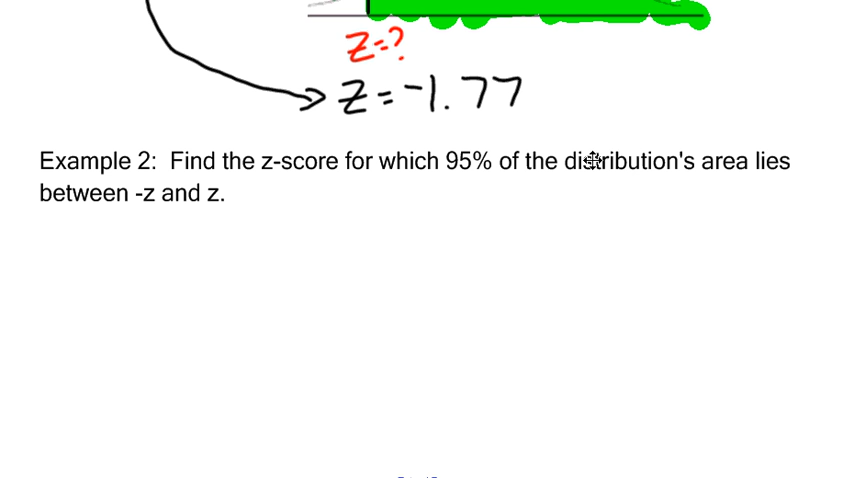 z=?
z=-1.77
Example 2: Find the z-score for which 95% of the distribution's area lies
between -z and z.